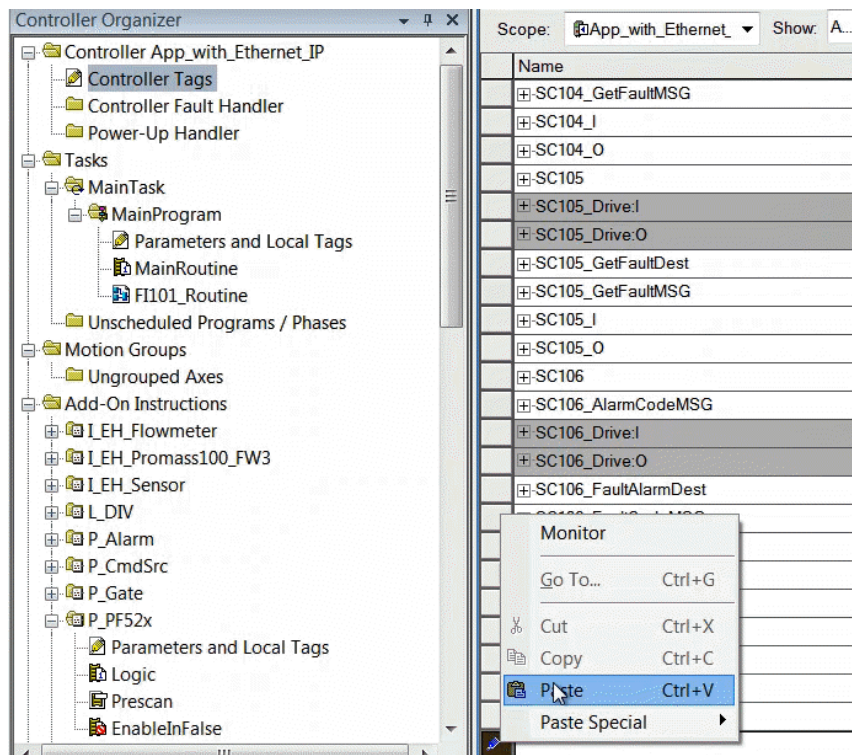 Controller Organizer
Controller App_with_Ethernet_IP
Controller Tags
Controller Fault Handler
Power-Up Handler
Tasks
MainTask
MainProgram
Parameters and Local Tags
MainRoutine
FI101_Routine
Unscheduled Programs / Phases
Motion Groups
Ungrouped Axes
Add-On Instructions
I_EH_Flowmeter
I_EH_Promass100_FW3
I_EH_Sensor
L_DIV
P_Alarm
P_CmdSrc
P_Gate
P_PF52x
Parameters and Local Tags
Logic
Prescan
EnableInFalse
Scope: App_with_Ethernet_ Show: A...
Name
SC104_GetFaultMSG
SC104_I
SC104_O
SC105
SC105_Drive:I
SC105_Drive:O
SC105_GetFaultDest
SC105_GetFaultMSG
SC105_I
SC105_O
SC106
SC106_AlarmCodeMSG
SC106_Drive:I
SC106_Drive:O
SC106_FaultAlarmDest
Monitor
Go To... Ctrl+G
Cut Ctrl+X
Copy Ctrl+C
Paste Ctrl+V
Paste Special